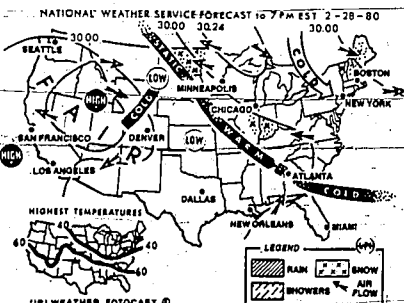 NATIONAL WEATHER SERVICE FORECAST to 7 PM EST 2-28-80
30.00 30.24 30.00
30.00
SEATTLE
STATIC
COLD
BOSTON
LOW
MINNEAPOLIS
FAIR
HIGH
COLD
CHICAGO
NEW YORK
SAN FRANCISCO
DENVER
LOW
WARM
HIGH
LOS ANGELES
ATLANTA
COLD
DALLAS
HIGHEST TEMPERATURES
NEW ORLEANS
MIAMI
40
60
40
60
LEGEND
RAIN
SNOW
SHOWERS
AIR FLOW
UPI WEATHER FOTOCAST ©